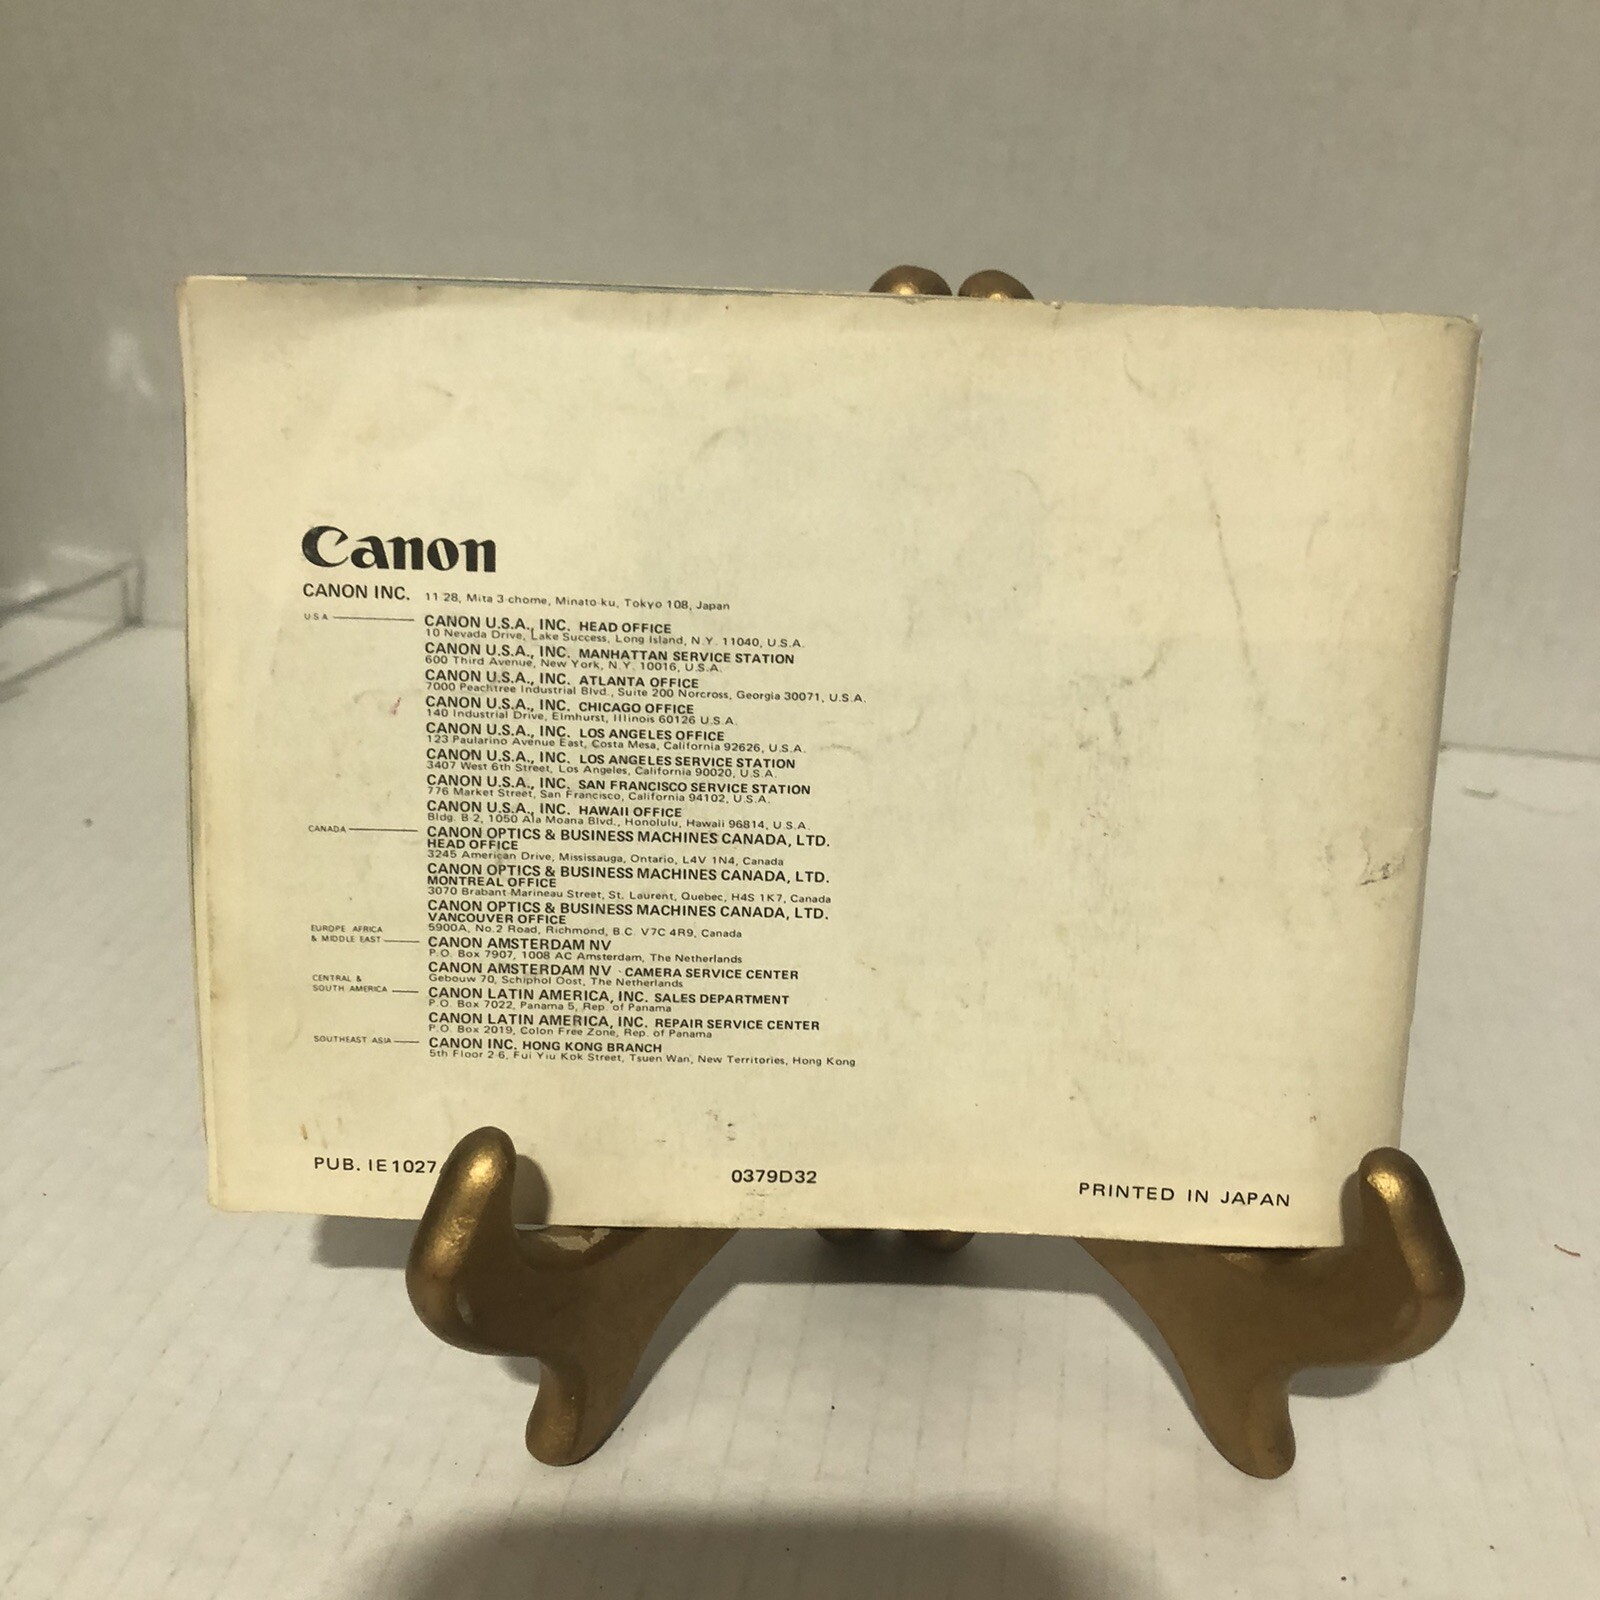 Canon
CANON INC. 11 28, Mita 3-chome, Minato-ku, Tokyo 108, Japan
USA
CANON U.S.A., INC. HEAD OFFICE
10 Nevada Drive, Lake Success, Long Island, N.Y. 11040, U.S.A.
CANON U.S.A., INC. MANHATTAN SERVICE STATION
600 Third Avenue, New York, N.Y. 10016, U.S.A.
CANON U.S.A., INC. ATLANTA OFFICE
7000 Peachtree Industrial Blvd., Suite 200 Norcross, Georgia 30071, U.S.A.
CANON U.S.A., INC. CHICAGO OFFICE
140 Industrial Drive, Elmhurst, Illinois 60126 U.S.A.
CANON U.S.A., INC. LOS ANGELES OFFICE
123 Paularino Avenue East, Costa Mesa, California 92626, U.S.A.
CANON U.S.A., INC. LOS ANGELES SERVICE STATION
3407 West 6th Street, Los Angeles, California 90020, U.S.A.
CANON U.S.A., INC. SAN FRANCISCO SERVICE STATION
776 Market Street, San Francisco, California 94102, U.S.A.
CANON U.S.A., INC. HAWAII OFFICE
Bldg. B-2, 1050 Ala Moana Blvd., Honolulu, Hawaii 96814, U.S.A.
CANADA
CANON OPTICS & BUSINESS MACHINES CANADA, LTD.
HEAD OFFICE
3245 American Drive, Mississauga, Ontario, L4V 1N4, Canada
CANON OPTICS & BUSINESS MACHINES CANADA, LTD.
MONTREAL OFFICE
3070 Brabant-Marineau Street, St. Laurent, Quebec, H4S 1K7, Canada
CANON OPTICS & BUSINESS MACHINES CANADA, LTD.
VANCOUVER OFFICE
5900A, No.2 Road, Richmond, B.C. V7C 4R9, Canada
EUROPE AFRICA
& MIDDLE EAST
CANON AMSTERDAM NV
P.O. Box 7907, 1008 AC Amsterdam, The Netherlands
CANON AMSTERDAM NV - CAMERA SERVICE CENTER
Gebouw 70, Schiphol Oost, The Netherlands
CENTRAL &
SOUTH AMERICA
CANON LATIN AMERICA, INC. SALES DEPARTMENT
P.O. Box 7022, Panama 5, Rep. of Panama
CANON LATIN AMERICA, INC. REPAIR SERVICE CENTER
P.O. Box 2019, Colon Free Zone, Rep. of Panama
SOUTHEAST ASIA
CANON INC. HONG KONG BRANCH
5th Floor 2-6, Fui Yiu Kok Street, Tsuen Wan, New Territories, Hong Kong
PUB. IE1027
0379D32
PRINTED IN JAPAN